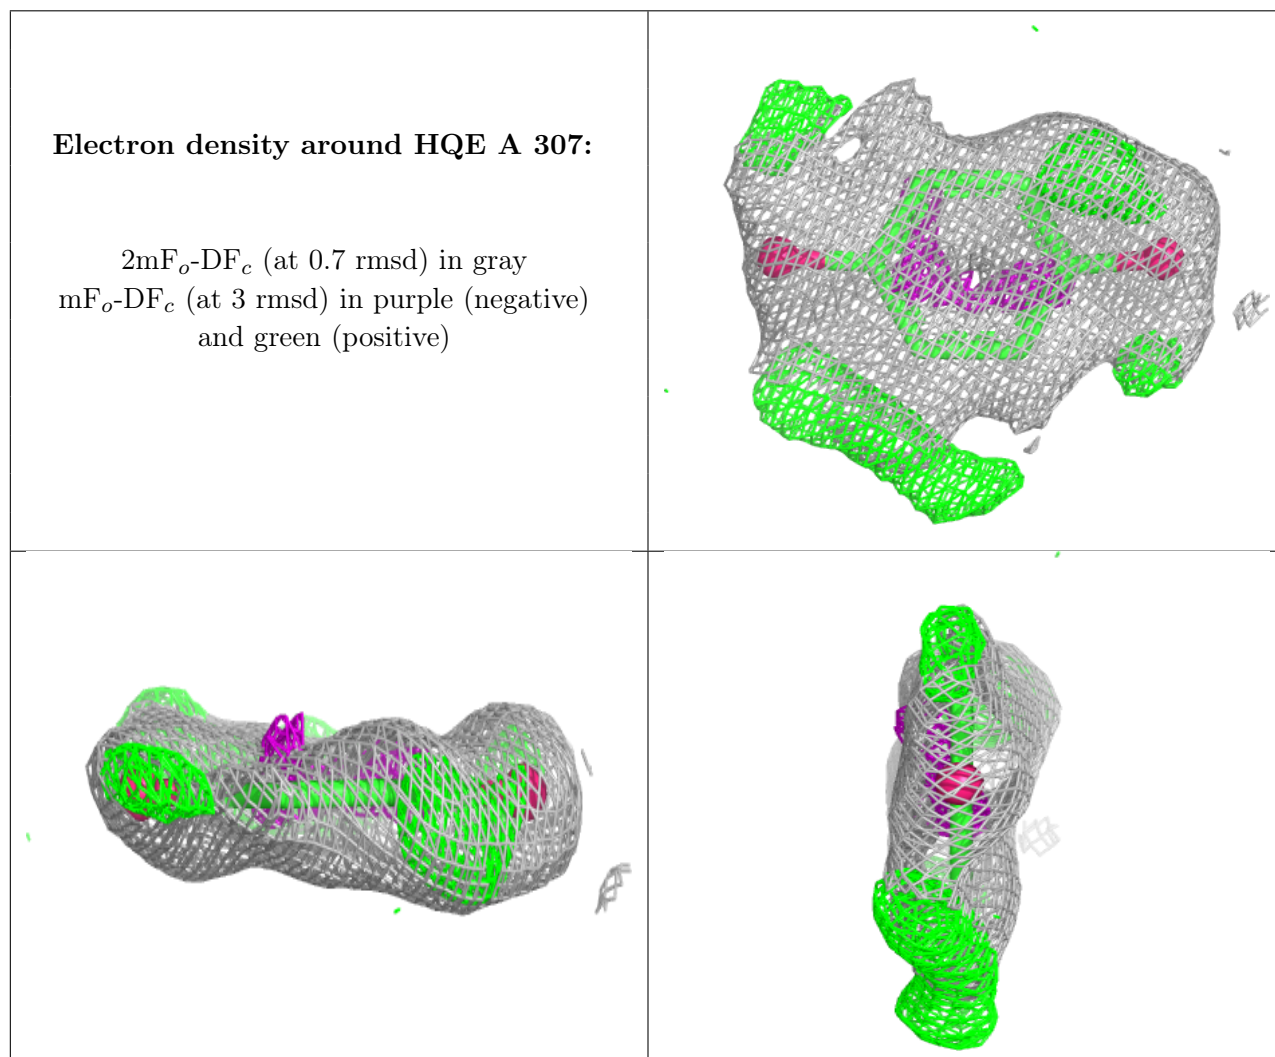 Electron density around HQE A 307:
2mFo-DFc (at 0.7 rmsd) in gray
mFo-DFc (at 3 rmsd) in purple (negative)
and green (positive)